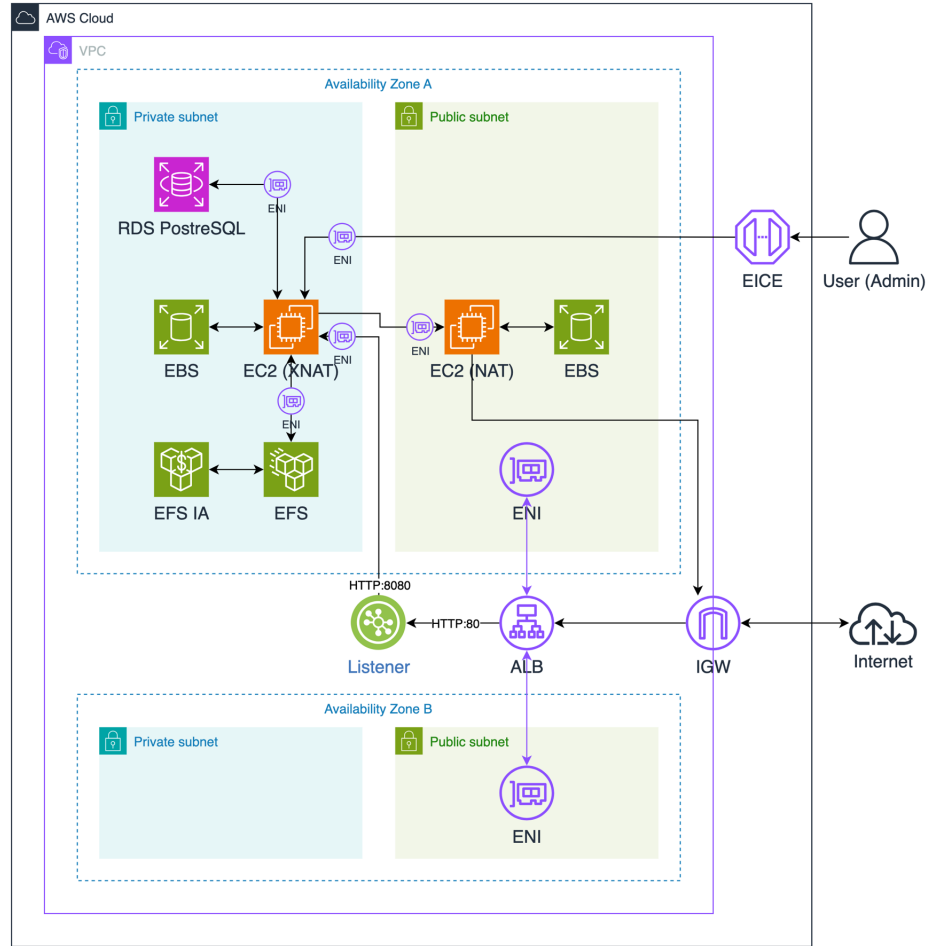 AWS Cloud
VPC
Availability Zone A
Private subnet
Public subnet
RDS PostreSQL
ENI
ENI
EICE
User (Admin)
EBS
EC2 (XNAT)
ENI
ENI
EC2 (NAT)
EBS
ENI
EFS IA
EFS
ENI
HTTP:8080
HTTP:80
Listener
ALB
IGW
Internet
Availability Zone B
Private subnet
Public subnet
ENI